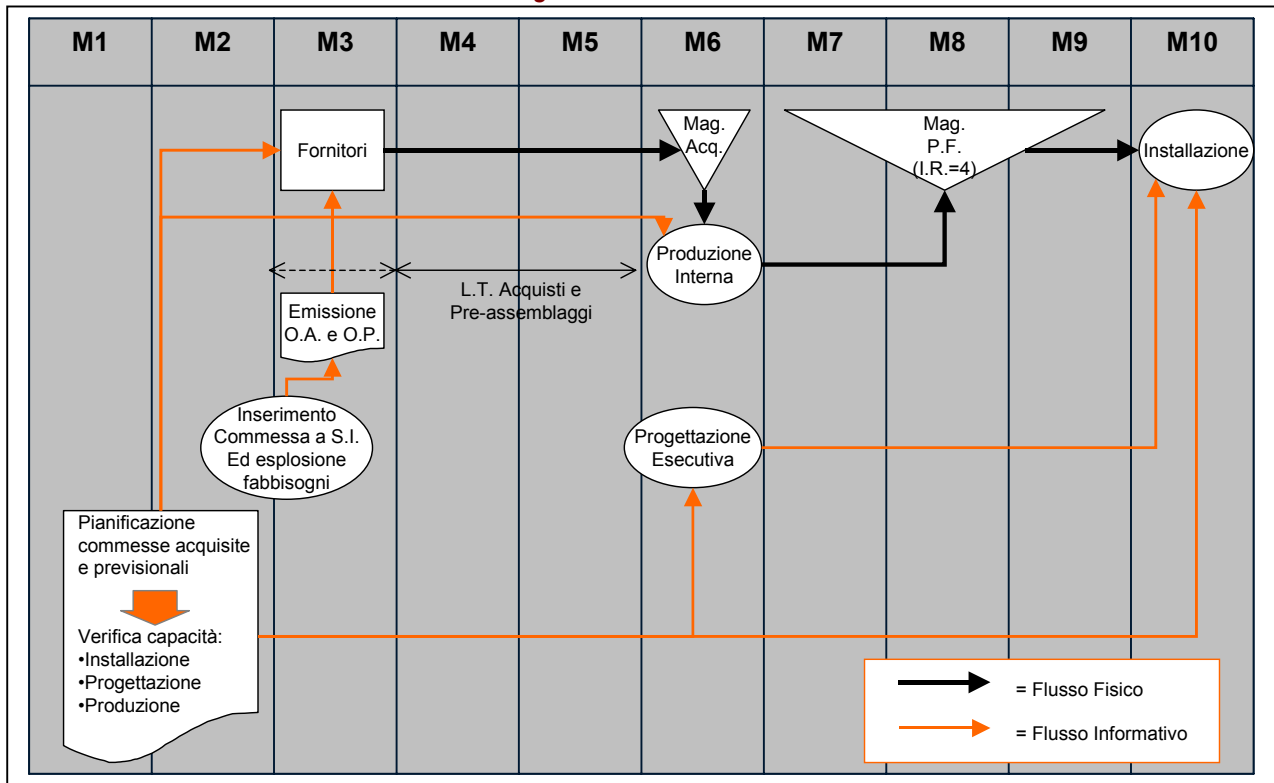 M1 M2 M3 M4 M5 M6 M7 M8 M9 M10
Fornitori
Mag.
Acq.
Mag.
P.F.
(I.R.=4)
Installazione
Produzione
Interna
L.T. Acquisti e
Pre-assemblaggi
Emissione
O.A. e O.P.
Inserimento
Commessa a S.I.
Ed esplosione
fabbisogni
Progettazione
Esecutiva
Pianificazione
commesse acquisite
e previsionali
Verifica capacità:
•Installazione
•Progettazione
•Produzione
= Flusso Fisico
= Flusso Informativo